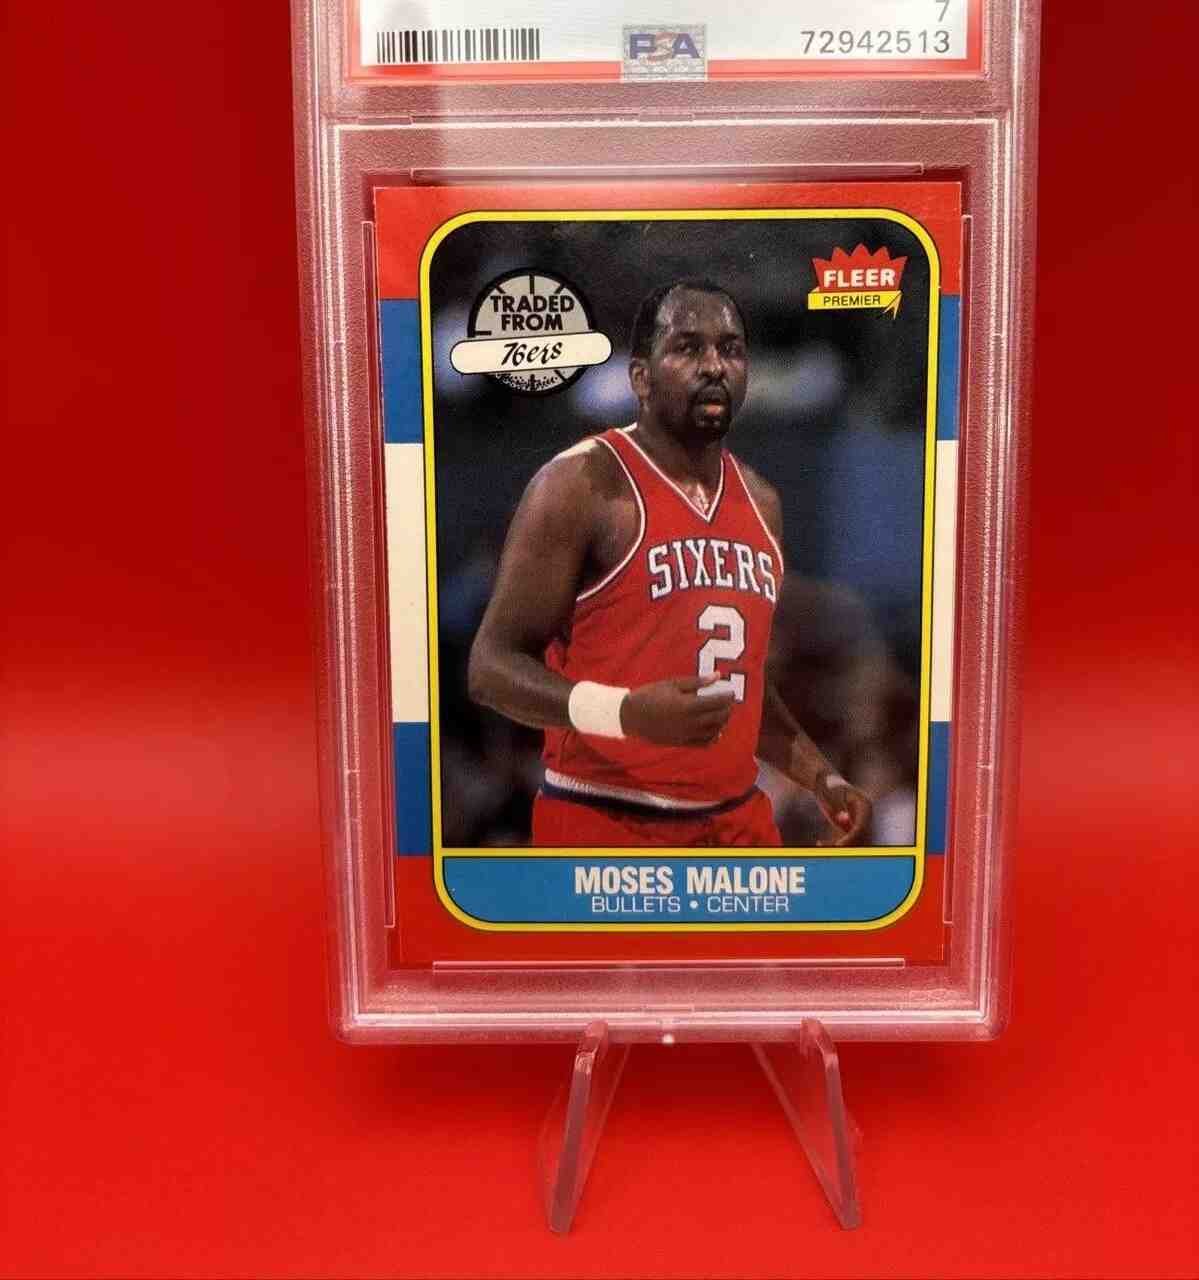 7
PSA
72942513
FLEER
PREMIER
TRADED
FROM
76ers
SIXERS
2
MOSES MALONE
BULLETS • CENTER